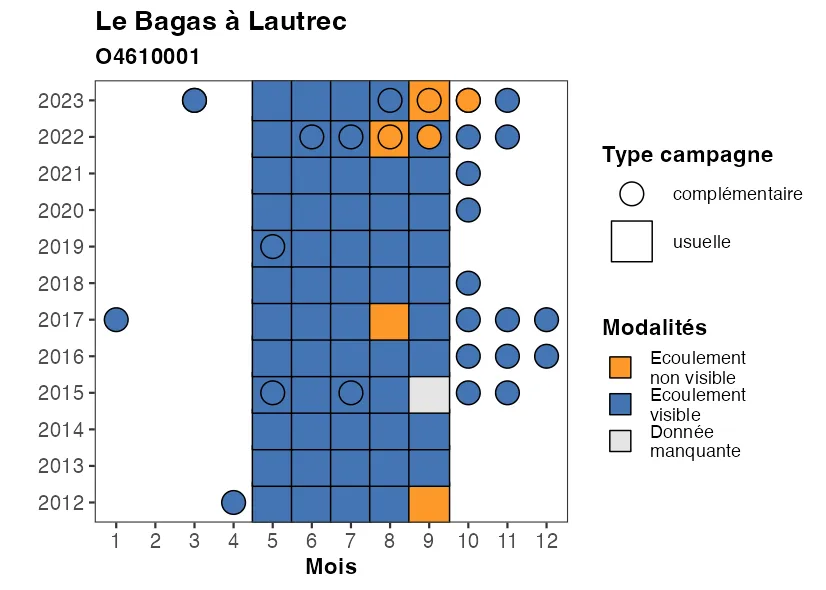 Le Bagas à Lautrec
O4610001
2023
2022
2021
2020
2019
2018
2017
2016
2015
2014
2013
2012
1 2 3 4 5 6 7 8 9 10 11 12
Mois
Type campagne
complémentaire
usuelle
Modalités
Ecoulement
non visible
Ecoulement
visible
Donnée
manquante